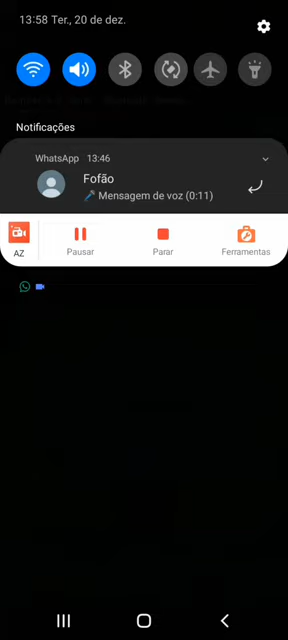 13:58 Ter., 20 de dez.
Notificações
WhatsApp 13:46
Fofão
Mensagem de voz (0:11)
AZ
Pausar
Parar
Ferramentas